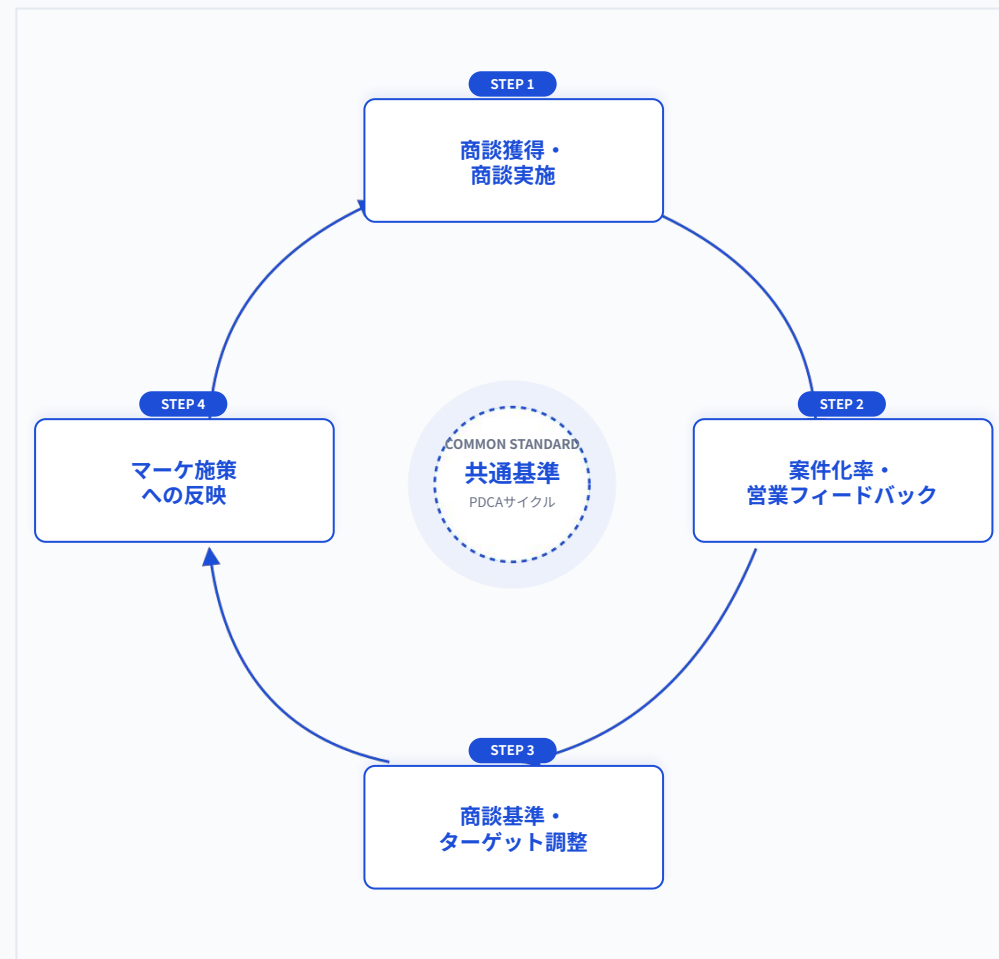 STEP 1
商談獲得・
商談実施
STEP 2
案件化率・
営業フィードバック
STEP 3
商談基準・
ターゲット調整
STEP 4
マーケ施策
への反映
COMMON STANDARD
共通基準
PDCAサイクル